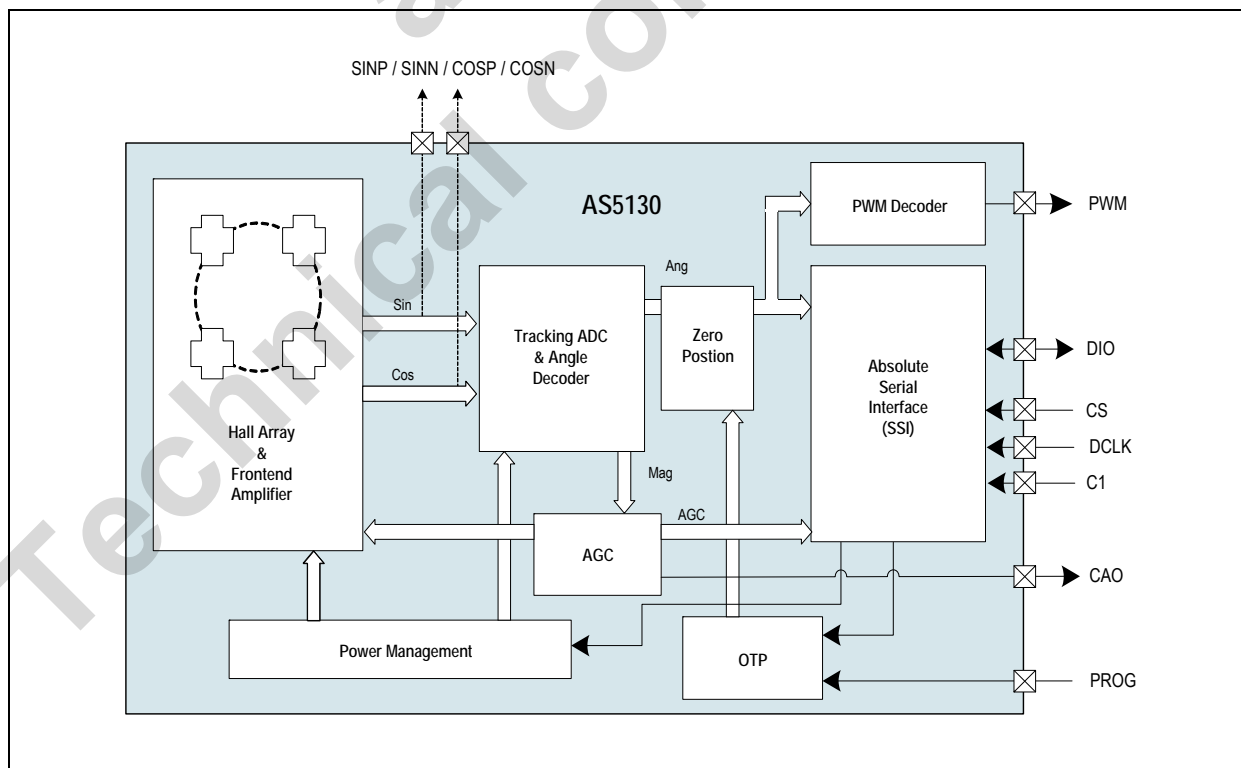 SINP / SINN / COSP / COSN
AS5130
PWM Decoder
PWM
Hall Array
&
Frontend
Amplifier
Sin
Cos
Tracking ADC
& Angle
Decoder
Ang
Zero
Postion
Absolute
Serial
Interface
(SSI)
DIO
CS
DCLK
C1
Mag
AGC
AGC
CAO
Power Management
OTP
PROG
Technical co